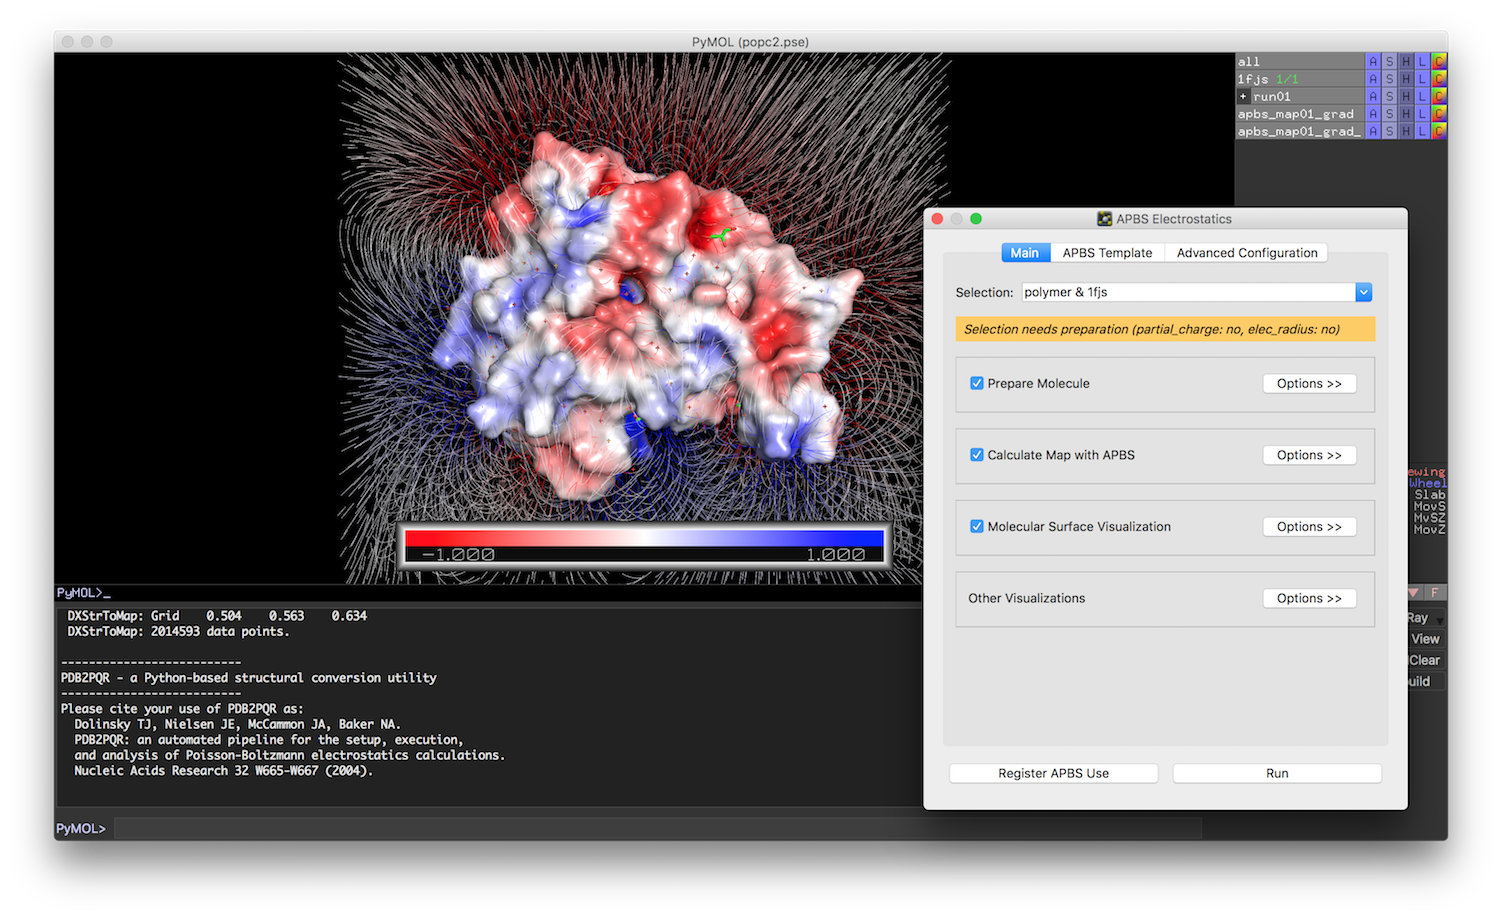 PyMOL (popc2.pse)
all A S H L C
1fjs 1/1 A S H L C
+ run01 A S H L C
apbs_map01_grad A S H L C
apbs_map01_grad_ A S H L C
APBS Electrostatics
Main APBS Template Advanced Configuration
Selection: polymer & 1fjs
Selection needs preparation (partial_charge: no, elec_radius: no)
Prepare Molecule Options >>
Calculate Map with APBS Options >>
Molecular Surface Visualization Options >>
Other Visualizations Options >>
Register APBS Use Run
ewing
Wheel
Slab
MovS
MvSZ
MovZ
F
Ray
View
Clear
uild
-1.000 1.000
PyMOL>_
DXStrToMap: Grid 0.504 0.563 0.634
DXStrToMap: 2014593 data points.
--------------------------
PDB2PQR - a Python-based structural conversion utility
--------------------------
Please cite your use of PDB2PQR as:
Dolinsky TJ, Nielsen JE, McCammon JA, Baker NA.
PDB2PQR: an automated pipeline for the setup, execution,
and analysis of Poisson-Boltzmann electrostatics calculations.
Nucleic Acids Research 32 W665-W667 (2004).
PyMOL>